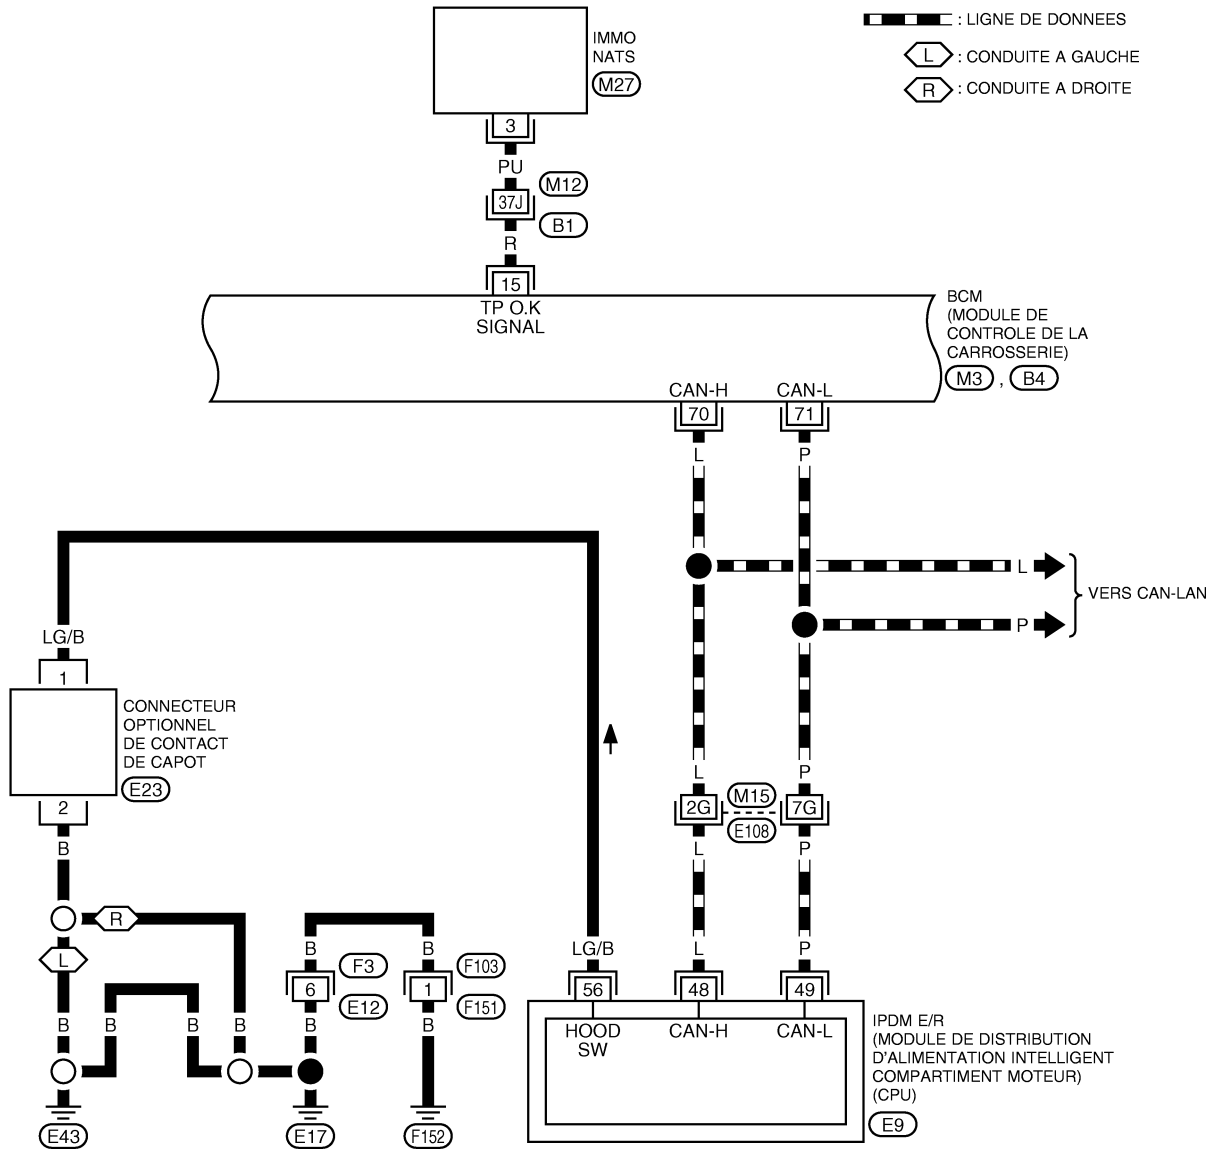 IMMO
NATS
M27
: LIGNE DE DONNEES
L : CONDUITE A GAUCHE
R : CONDUITE A DROITE
3
PU
M12
37J
B1
R
15
TP O.K
SIGNAL
BCM
(MODULE DE
CONTROLE DE LA
CARROSSERIE)
M3 , B4
CAN-H CAN-L
70 71
L P
L
VERS CAN-LAN
P
LG/B
1
CONNECTEUR
OPTIONNEL
DE CONTACT
DE CAPOT
E23
2
B
L P
2G M15 7G
E108
L P
R
L
B B
F3 F103
6 1
E12 F151
LG/B L P
56 48 49
HOOD
SW
CAN-H CAN-L
B B B B B B
IPDM E/R
(MODULE DE DISTRIBUTION
D'ALIMENTATION INTELLIGENT
COMPARTIMENT MOTEUR)
(CPU)
E9
E43 E17 F152